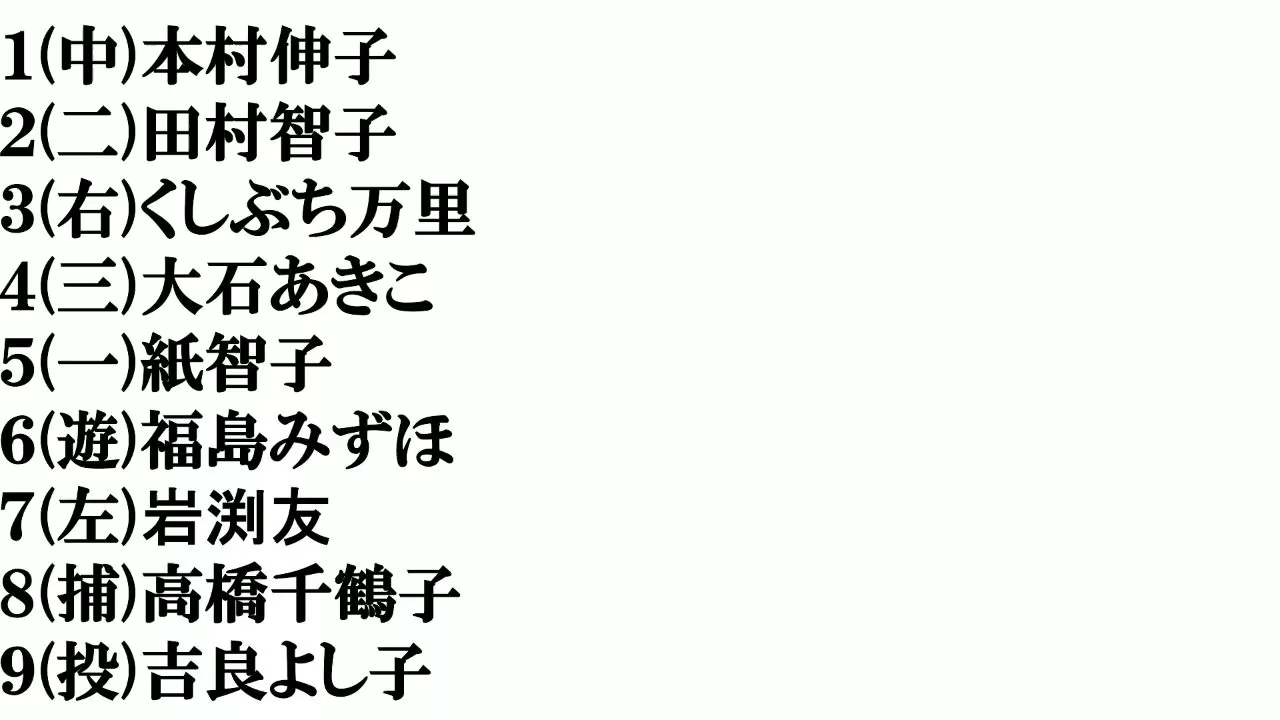 1(中)本村伸子
2(二)田村智子
3(右)くしぶち万里
4(三)大石あきこ
5(一)紙智子
6(遊)福島みずほ
7(左)岩渕友
8(捕)高橋千鶴子
9(投)吉良よし子